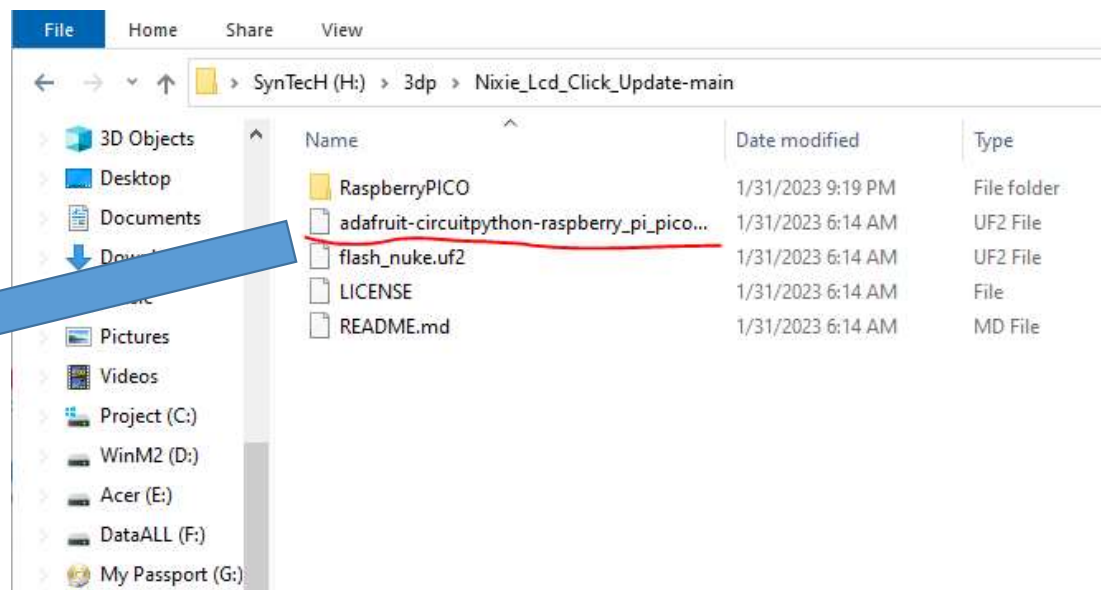 File Home Share View
SynTecH (H:) > 3dp > Nixie_Lcd_Click_Update-main
3D Objects
Desktop
Documents
Pictures
Videos
Project (C:)
WinM2 (D:)
Acer (E:)
DataALL (F:)
My Passport (G:)
Name Date modified Type
RaspberryPICO 1/31/2023 9:19 PM File folder
adafruit-circuitpython-raspberry_pi_pico... 1/31/2023 6:14 AM UF2 File
flash_nuke.uf2 1/31/2023 6:14 AM UF2 File
LICENSE 1/31/2023 6:14 AM File
README.md 1/31/2023 6:14 AM MD File